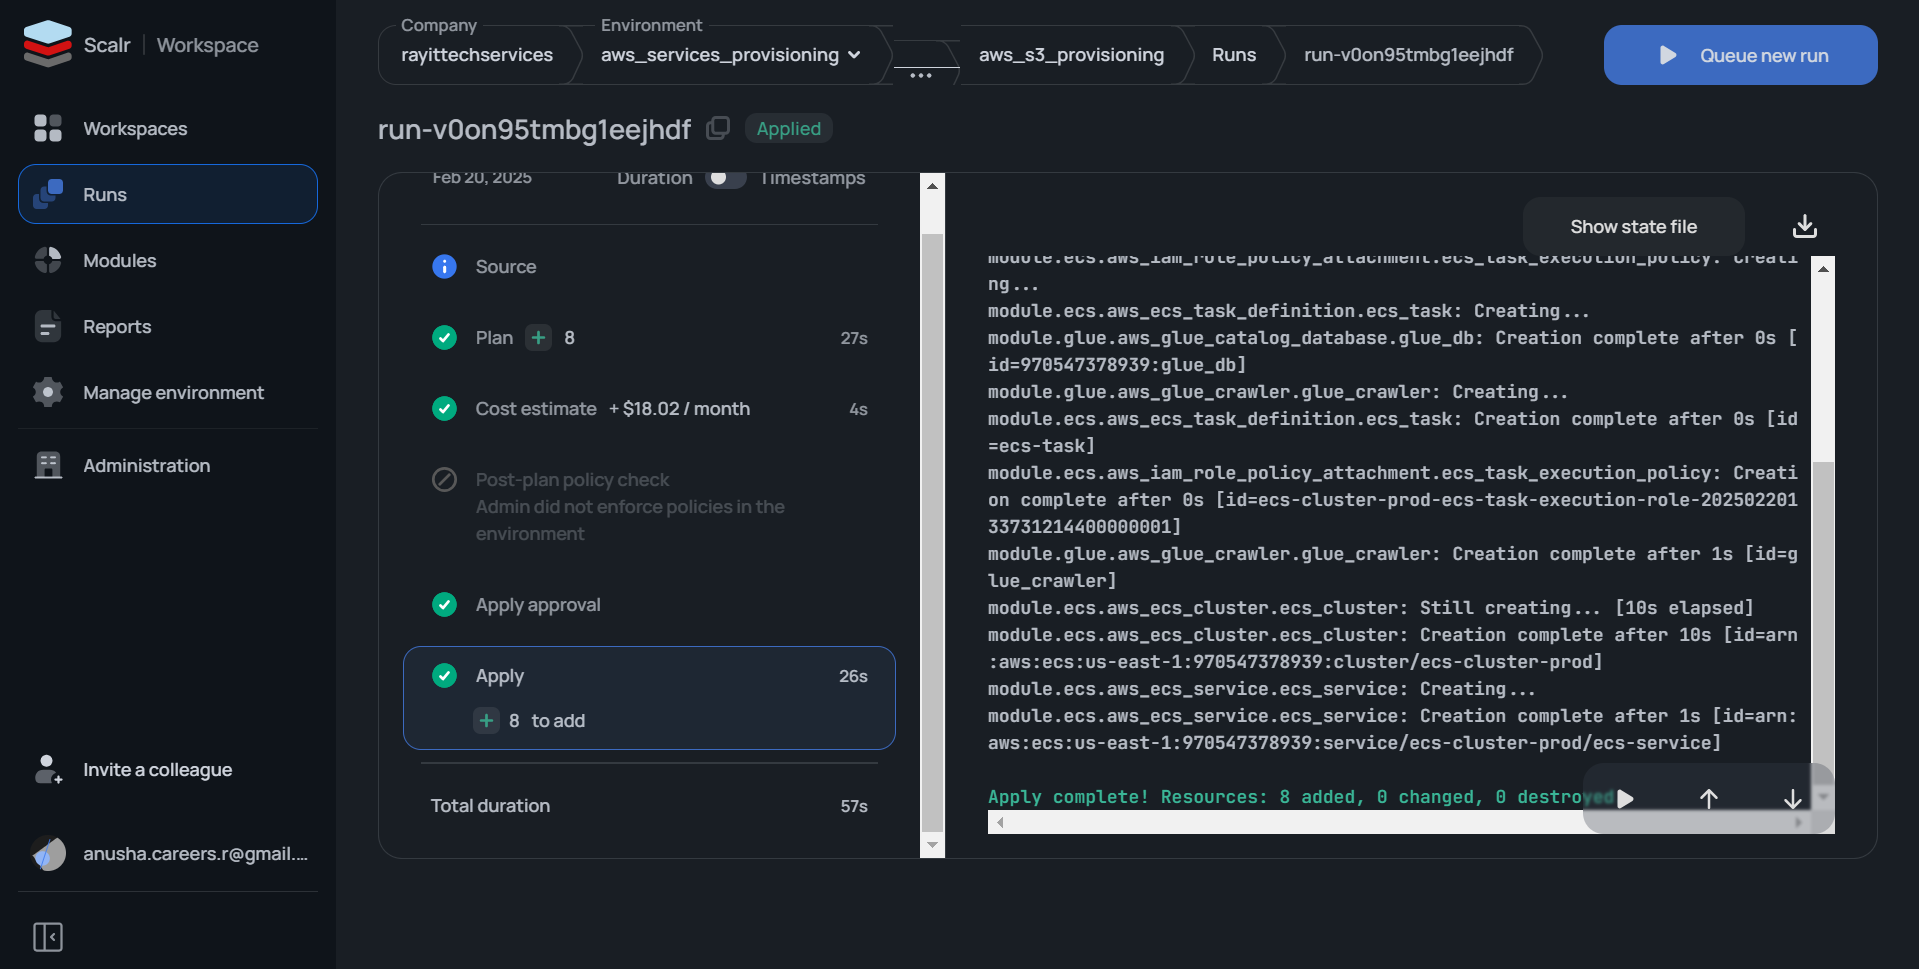 Scalr
Workspace
Company
rayittechservices
Environment
aws_services_provisioning
...
aws_s3_provisioning
Runs
run-v0on95tmbg1eejhdf
Queue new run
Workspaces
Runs
Modules
Reports
Manage environment
Administration
Invite a colleague
anusha.careers.r@gmail....
run-v0on95tmbg1eejhdf
Applied
Feb 20, 2025
Duration
Timestamps
Source
Plan + 8 27s
Cost estimate + $18.02 / month 4s
Post-plan policy check
Admin did not enforce policies in the
environment
Apply approval
Apply 26s
+ 8 to add
Total duration 57s
Show state file
module.ecs.aws_iam_role_policy_attachment.ecs_task_execution_policy: Creati
ng...
module.ecs.aws_ecs_task_definition.ecs_task: Creating...
module.glue.aws_glue_catalog_database.glue_db: Creation complete after 0s [
id=970547378939:glue_db]
module.glue.aws_glue_crawler.glue_crawler: Creating...
module.ecs.aws_ecs_task_definition.ecs_task: Creation complete after 0s [id
=ecs-task]
module.ecs.aws_iam_role_policy_attachment.ecs_task_execution_policy: Creati
on complete after 0s [id=ecs-cluster-prod-ecs-task-execution-role-202502201
33731214400000001]
module.glue.aws_glue_crawler.glue_crawler: Creation complete after 1s [id=g
lue_crawler]
module.ecs.aws_ecs_cluster.ecs_cluster: Still creating... [10s elapsed]
module.ecs.aws_ecs_cluster.ecs_cluster: Creation complete after 10s [id=arn
:aws:ecs:us-east-1:970547378939:cluster/ecs-cluster-prod]
module.ecs.aws_ecs_service.ecs_service: Creating...
module.ecs.aws_ecs_service.ecs_service: Creation complete after 1s [id=arn:
aws:ecs:us-east-1:970547378939:service/ecs-cluster-prod/ecs-service]
Apply complete! Resources: 8 added, 0 changed, 0 destroyed